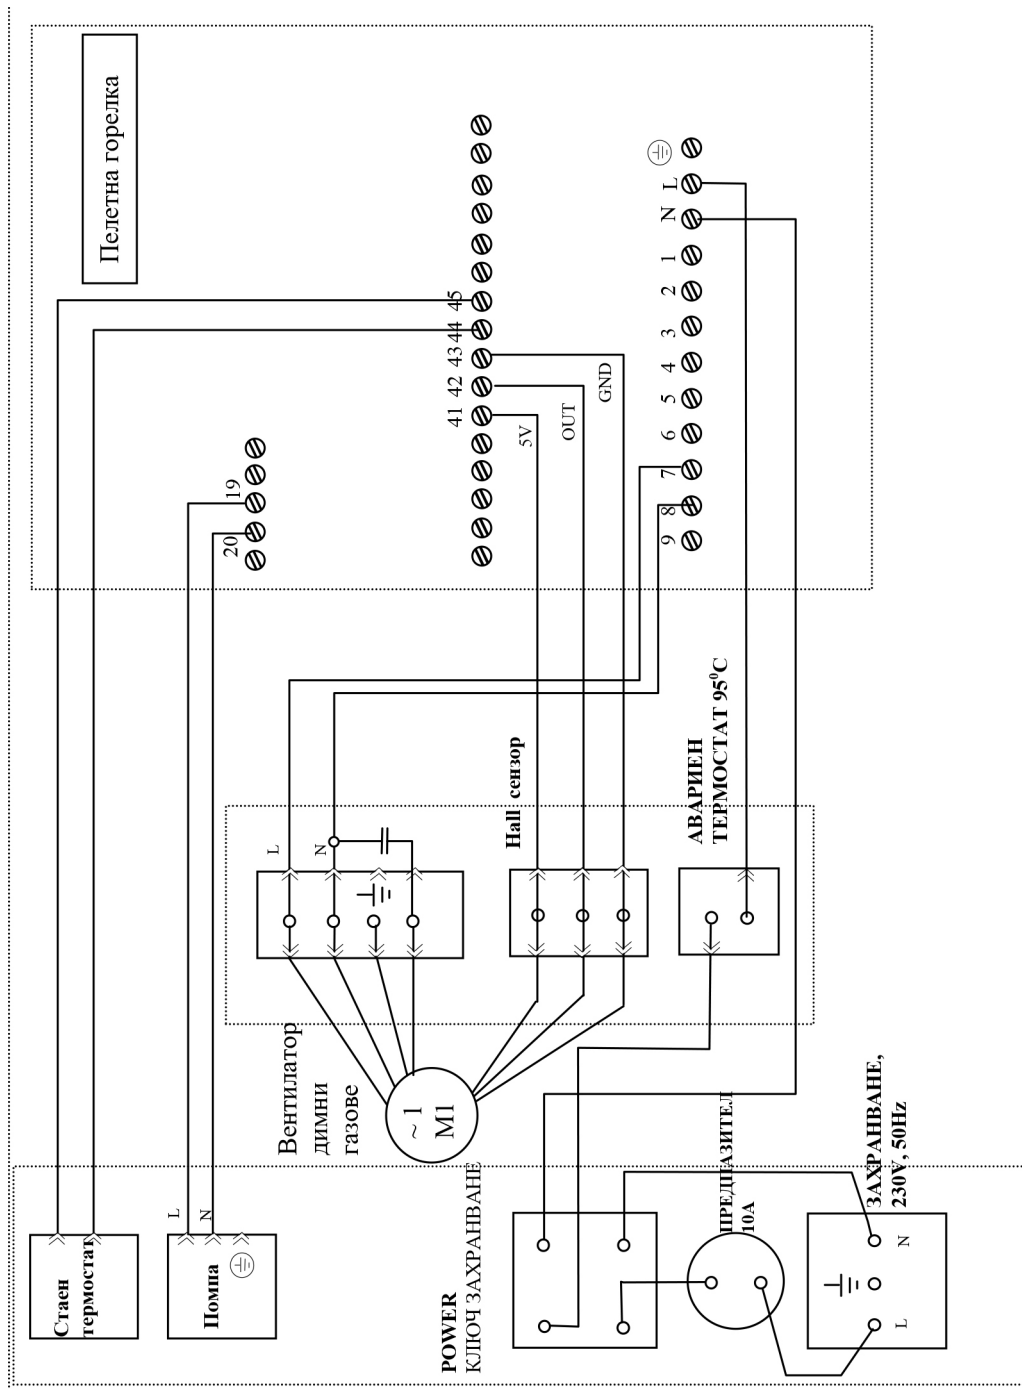 Стаен
термостат
Пелетна горелка
L
N
Помпа
20 19
L
N
Вентилатор
димни
газове
~ 1
M1
41 42 43 44 45
5V
OUT
GND
Hall сензор
POWER
КЛЮЧ ЗАХРАНВАНЕ
9 8 7 6 5 4 3 2 1 N L
АВАРИЕН
ТЕРМОСТАТ 95⁰C
ПРЕДПАЗИТЕЛ
10A
ЗАХРАНВАНЕ,
230V, 50Hz
L N